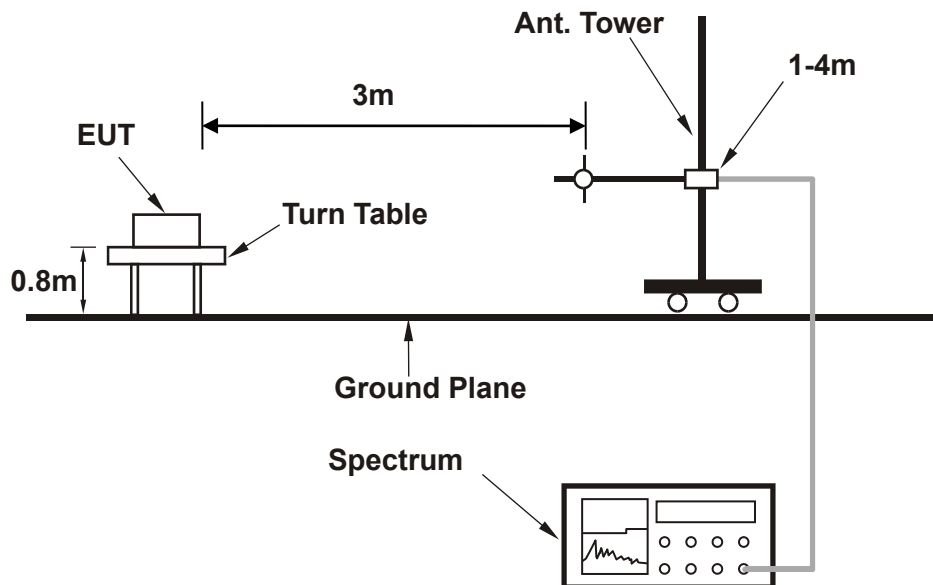 Ant. Tower
1-4m
3m
EUT
Turn Table
0.8m
Ground Plane
Spectrum